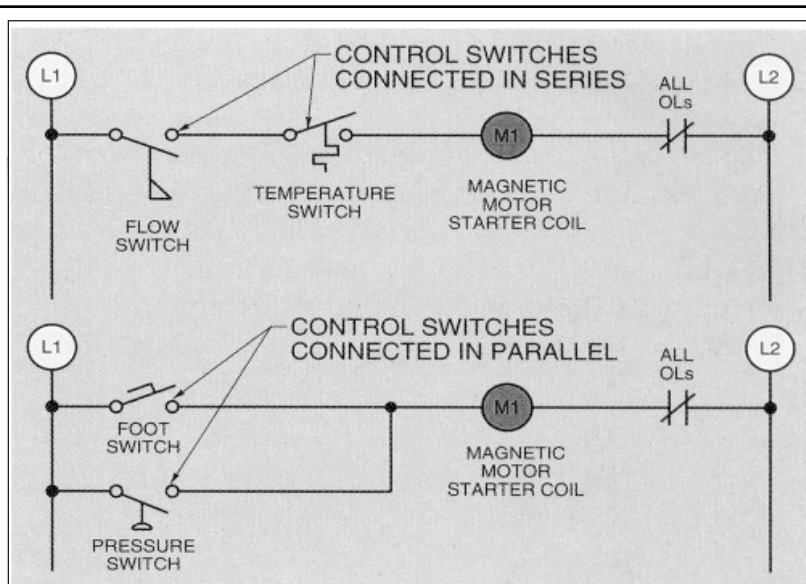 L1
CONTROL SWITCHES
CONNECTED IN SERIES
ALL
OLs
L2
M1
FLOW
SWITCH
TEMPERATURE
SWITCH
MAGNETIC
MOTOR
STARTER COIL
L1
CONTROL SWITCHES
CONNECTED IN PARALLEL
ALL
OLs
L2
M1
FOOT
SWITCH
MAGNETIC
MOTOR
STARTER COIL
PRESSURE
SWITCH